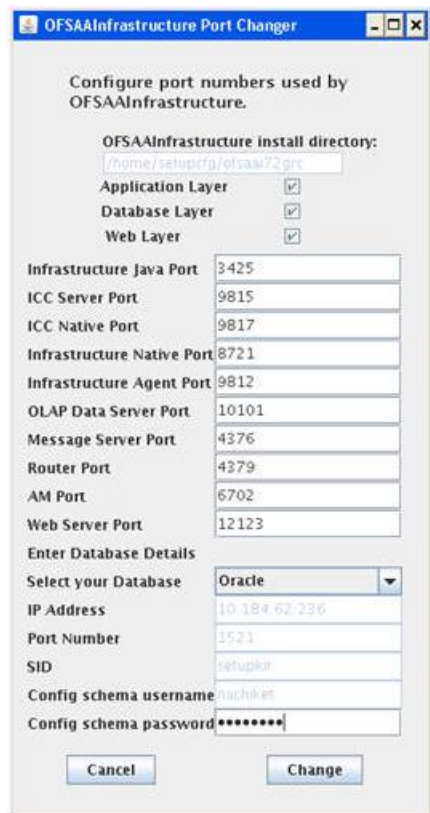 OFSAAInfrastructure Port Changer
Configure port numbers used by
OFSAAInfrastructure.
OFSAAInfrastructure install directory:
/home/setupcfg/ofsaai72grc
Application Layer
Database Layer
Web Layer
Infrastructure Java Port 3425
ICC Server Port 9815
ICC Native Port 9817
Infrastructure Native Port 8721
Infrastructure Agent Port 9812
OLAP Data Server Port 10101
Message Server Port 4376
Router Port 4379
AM Port 6702
Web Server Port 12123
Enter Database Details
Select your Database Oracle
IP Address 10.184.62.236
Port Number 1521
SID setupkit
Config schema username nachiket
Config schema password ••••••••
Cancel Change